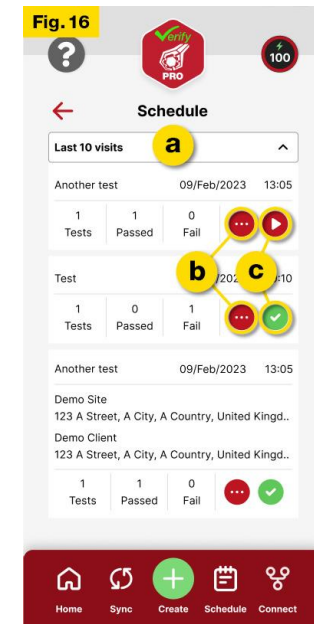 Fig. 16
?
Verify
PRO
100
Schedule
Last 10 visits
a
Another test 09/Feb/2023 13:05
1 1 0
Tests Passed Fail
b c
Test
1 0 1
Tests Passed Fail
Another test 09/Feb/2023 13:05
Demo Site
123 A Street, A City, A Country, United Kingd..
Demo Client
123 A Street, A City, A Country, United Kingd..
1 1 0
Tests Passed Fail
Home Sync Create Schedule Connect